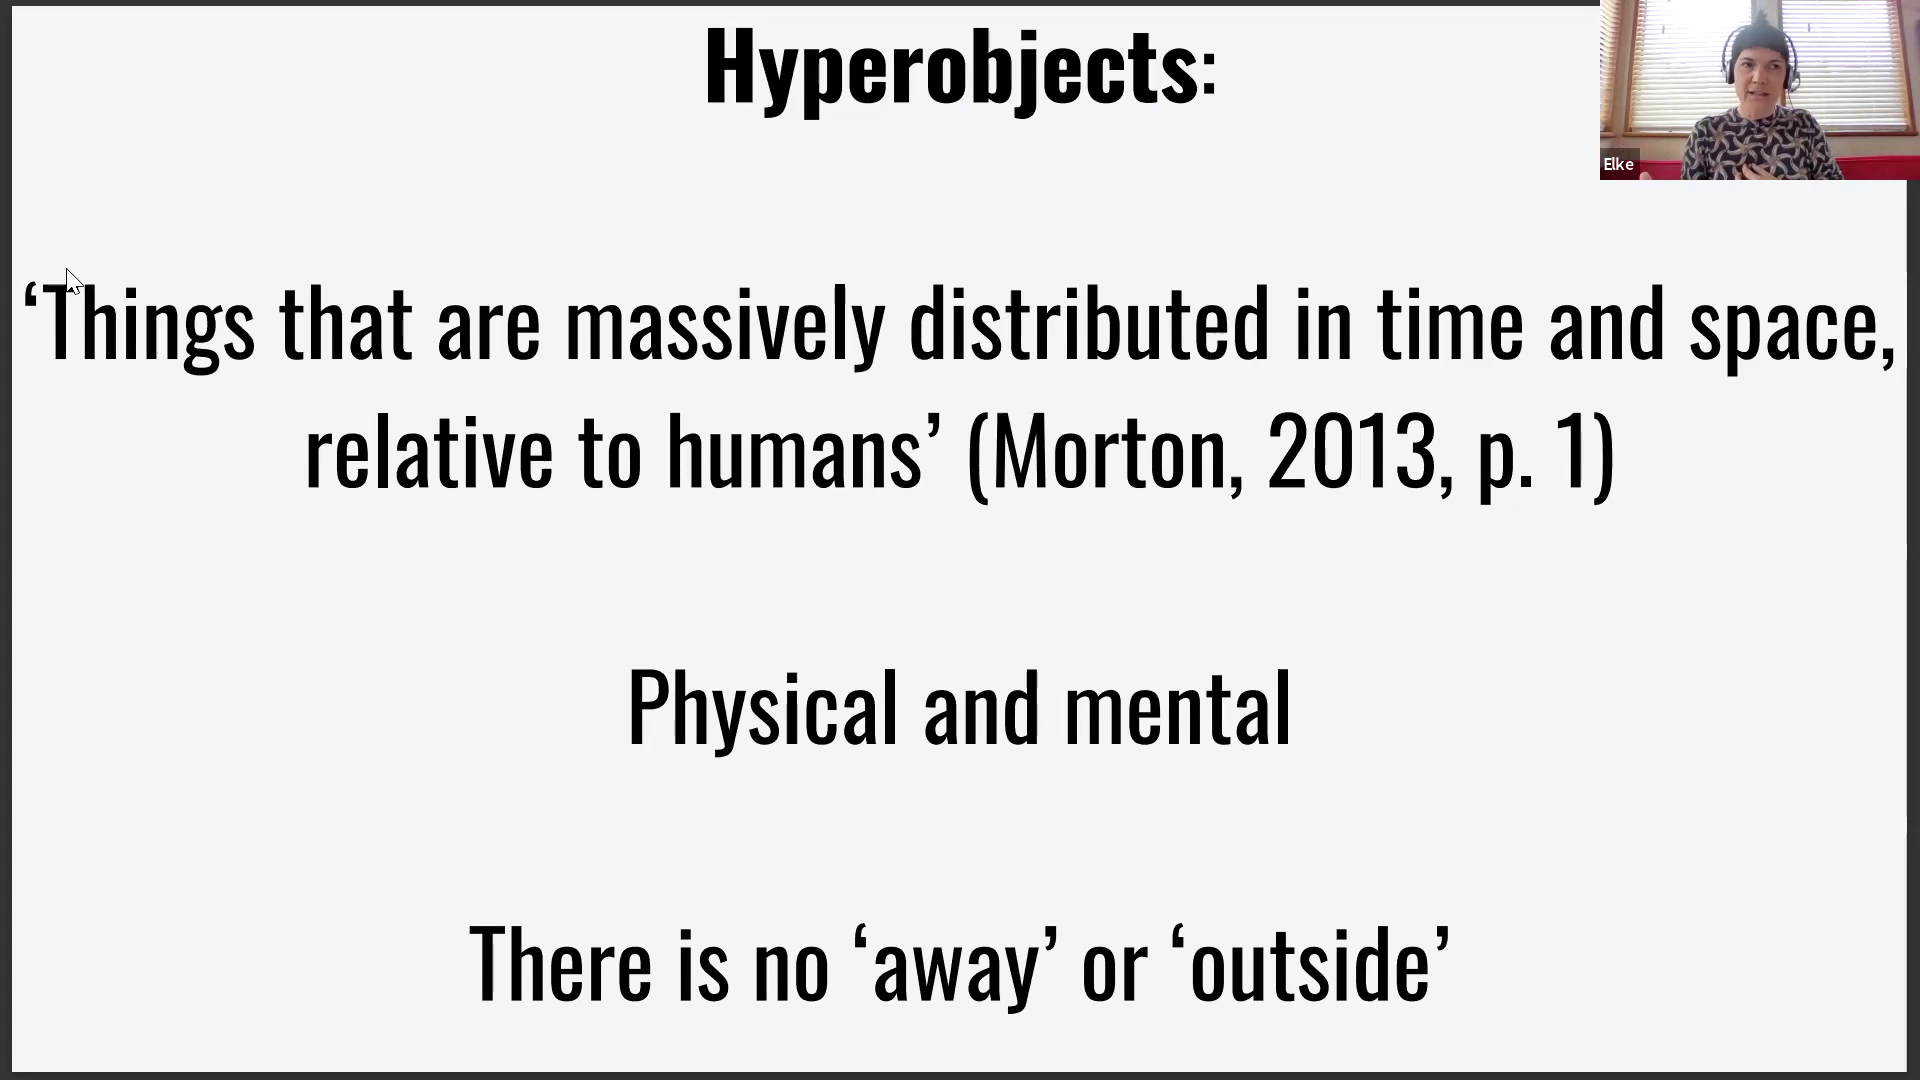 Hyperobjects:
Elke
‘Things that are massively distributed in time and space,
relative to humans’ (Morton, 2013, p. 1)
Physical and mental
There is no ‘away’ or ‘outside’